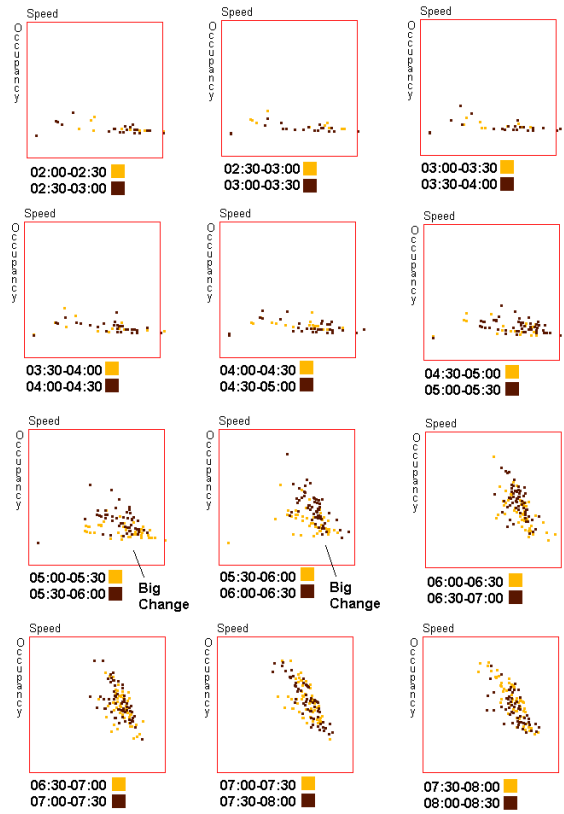 Speed
Occupancy
02:00-02:30
02:30-03:00
Speed
Occupancy
02:30-03:00
03:00-03:30
Speed
Occupancy
03:00-03:30
03:30-04:00
Speed
Occupancy
03:30-04:00
04:00-04:30
Speed
Occupancy
04:00-04:30
04:30-05:00
Speed
Occupancy
04:30-05:00
05:00-05:30
Speed
Occupancy
05:00-05:30
05:30-06:00
Big
Change
Speed
Occupancy
05:30-06:00
06:00-06:30
Big
Change
Speed
Occupancy
06:00-06:30
06:30-07:00
Speed
Occupancy
06:30-07:00
07:00-07:30
Speed
Occupancy
07:00-07:30
07:30-08:00
Speed
Occupancy
07:30-08:00
08:00-08:30